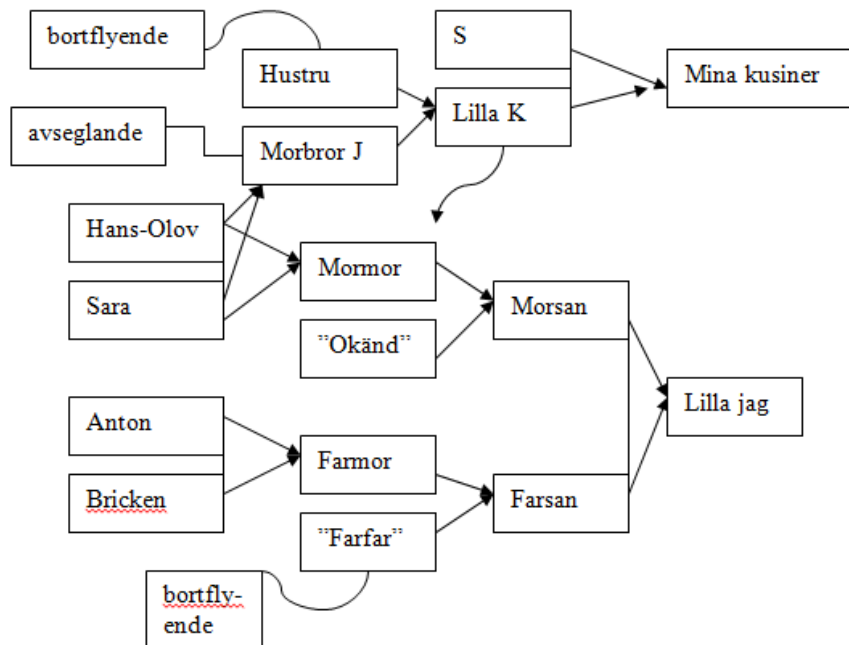 bortflyende
S
Hustru
Mina kusiner
Lilla K
avseglande
Morbror J
Hans-Olov
Mormor
Sara
Morsan
”Okänd”
Lilla jag
Anton
Farmor
Bricken
Farsan
”Farfar”
bortfly-
ende